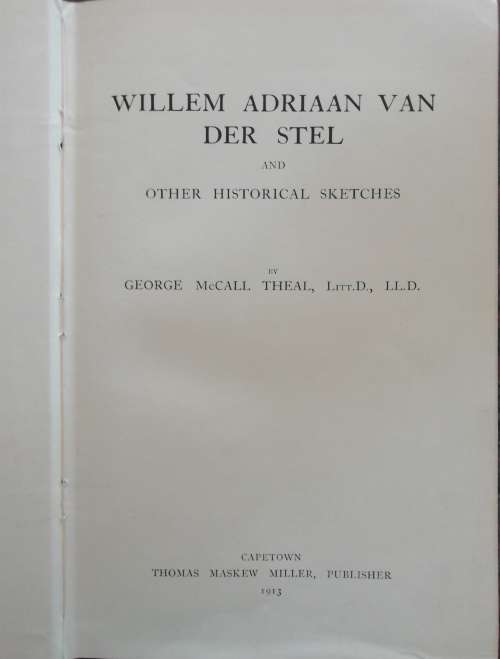 WILLEM ADRIAAN VAN
DER STEL
AND
OTHER HISTORICAL SKETCHES
BY
GEORGE McCALL THEAL, LITT.D., LL.D.
CAPETOWN
THOMAS MASKEW MILLER, PUBLISHER
1913